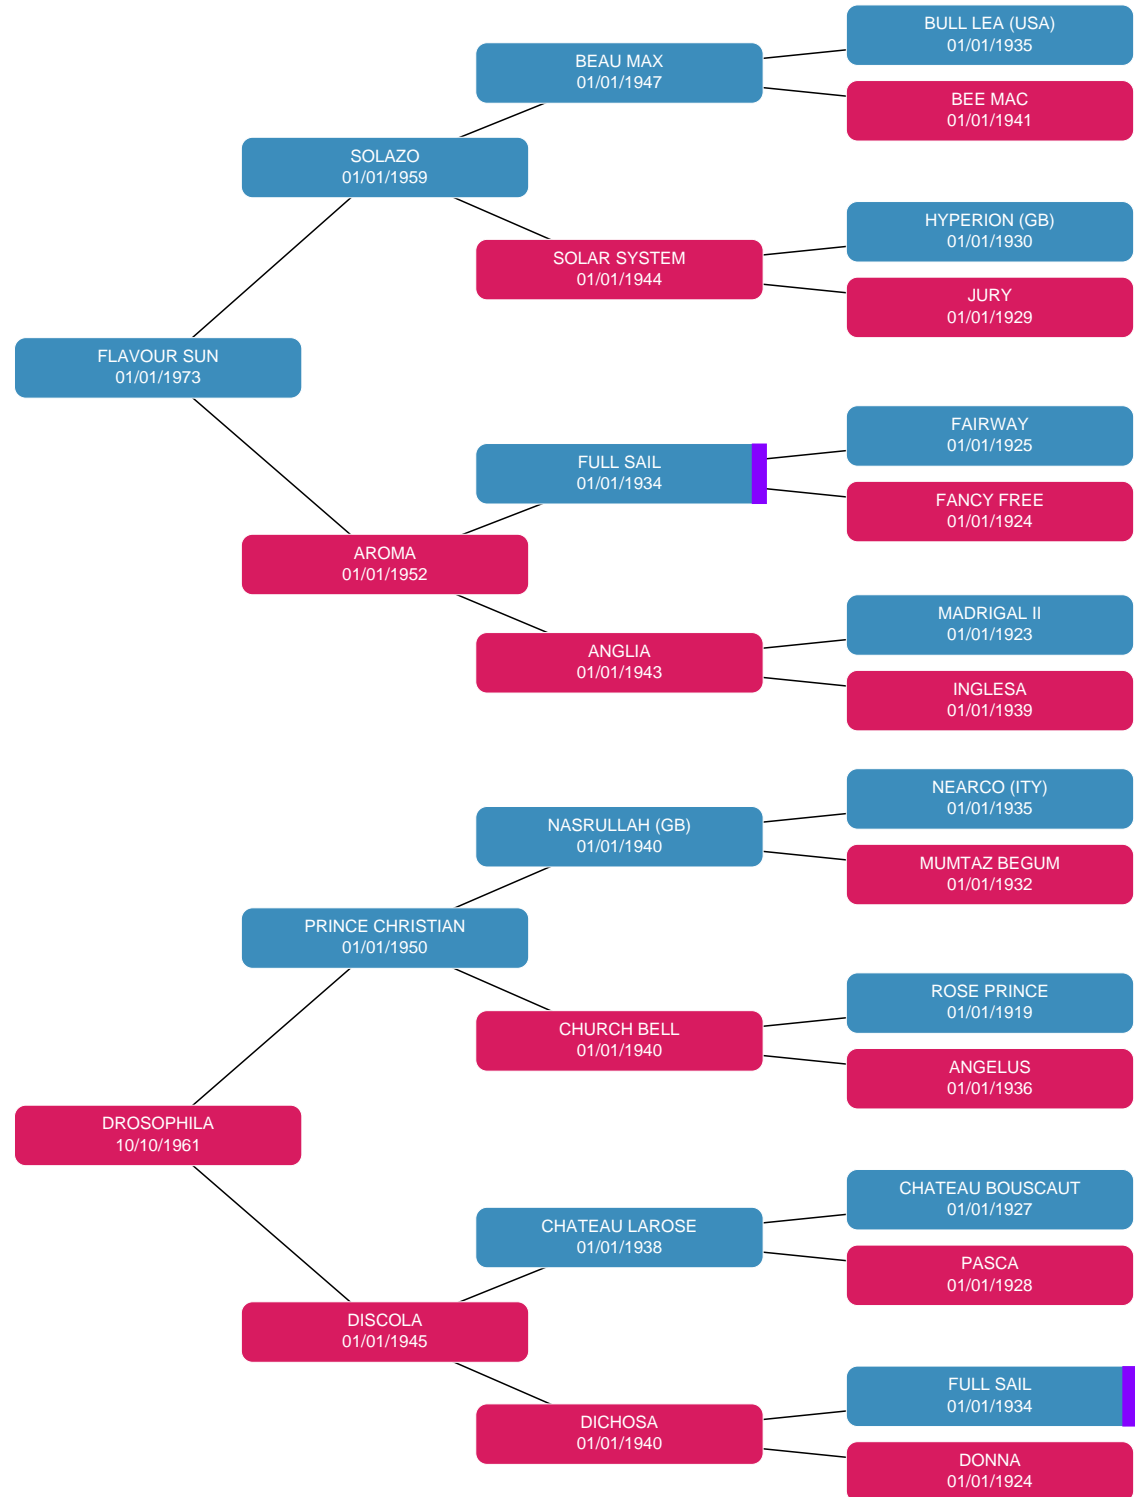 BULL LEA (USA)
01/01/1935
BEAU MAX
01/01/1947
BEE MAC
01/01/1941
SOLAZO
01/01/1959
HYPERION (GB)
01/01/1930
SOLAR SYSTEM
01/01/1944
JURY
01/01/1929
FLAVOUR SUN
01/01/1973
FAIRWAY
01/01/1925
FULL SAIL
01/01/1934
FANCY FREE
01/01/1924
AROMA
01/01/1952
MADRIGAL II
01/01/1923
ANGLIA
01/01/1943
INGLESA
01/01/1939
NEARCO (ITY)
01/01/1935
NASRULLAH (GB)
01/01/1940
MUMTAZ BEGUM
01/01/1932
PRINCE CHRISTIAN
01/01/1950
ROSE PRINCE
01/01/1919
CHURCH BELL
01/01/1940
ANGELUS
01/01/1936
DROSOPHILA
10/10/1961
CHATEAU BOUSCAUT
01/01/1927
CHATEAU LAROSE
01/01/1938
PASCA
01/01/1928
DISCOLA
01/01/1945
FULL SAIL
01/01/1934
DICHOSA
01/01/1940
DONNA
01/01/1924